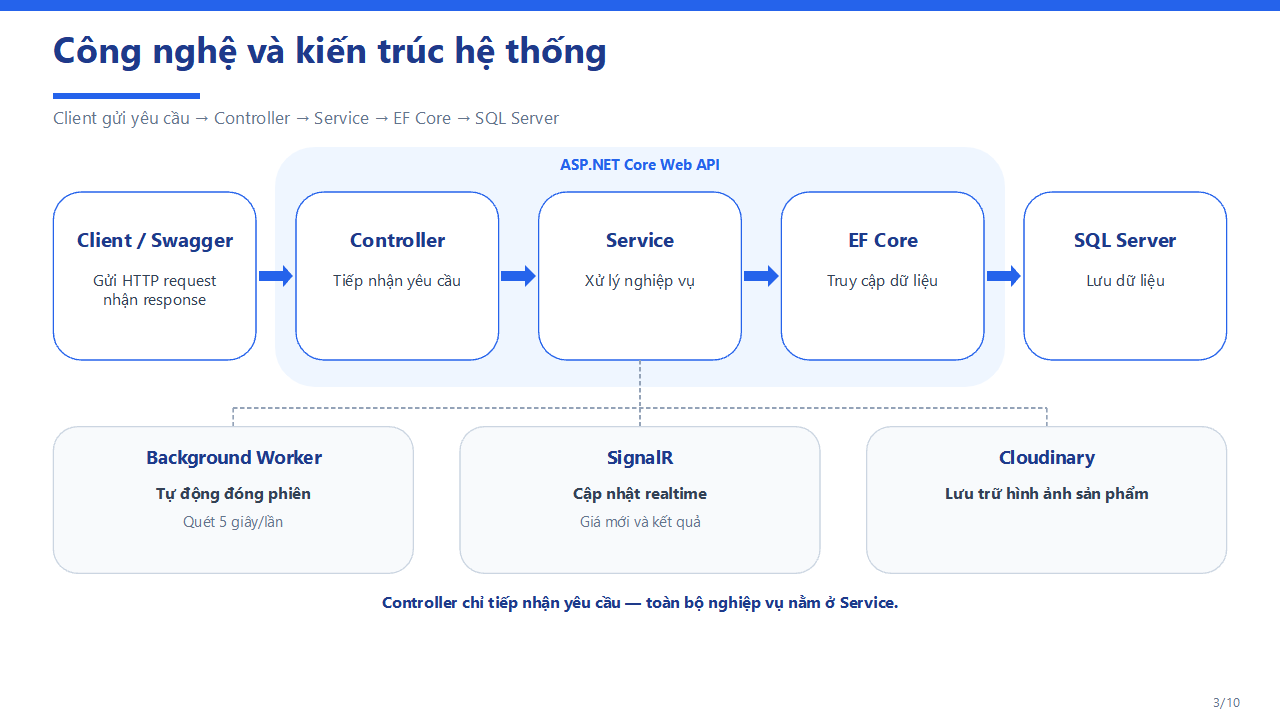 Công nghệ và kiến trúc hệ thống
Client gửi yêu cầu → Controller → Service → EF Core → SQL Server
ASP.NET Core Web API
Client / Swagger
Gửi HTTP request
nhận response
Controller
Tiếp nhận yêu cầu
Service
Xử lý nghiệp vụ
EF Core
Truy cập dữ liệu
SQL Server
Lưu dữ liệu
Background Worker
Tự động đóng phiên
Quét 5 giây/lần
SignalR
Cập nhật realtime
Giá mới và kết quả
Cloudinary
Lưu trữ hình ảnh sản phẩm
Controller chỉ tiếp nhận yêu cầu — toàn bộ nghiệp vụ nằm ở Service.
3/10